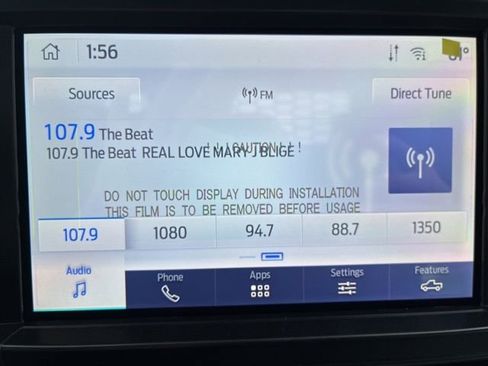 1:56
Sources
FM
Direct Tune
107.9 The Beat
107.9 The Beat REAL LOVE MARY J BLIGE
! ! ! CAUTION ! ! !
DO NOT TOUCH DISPLAY DURING INSTALLATION
THIS FILM IS TO BE REMOVED BEFORE USAGE
107.9 1080 94.7 88.7 1350
Audio Phone Apps Settings Features